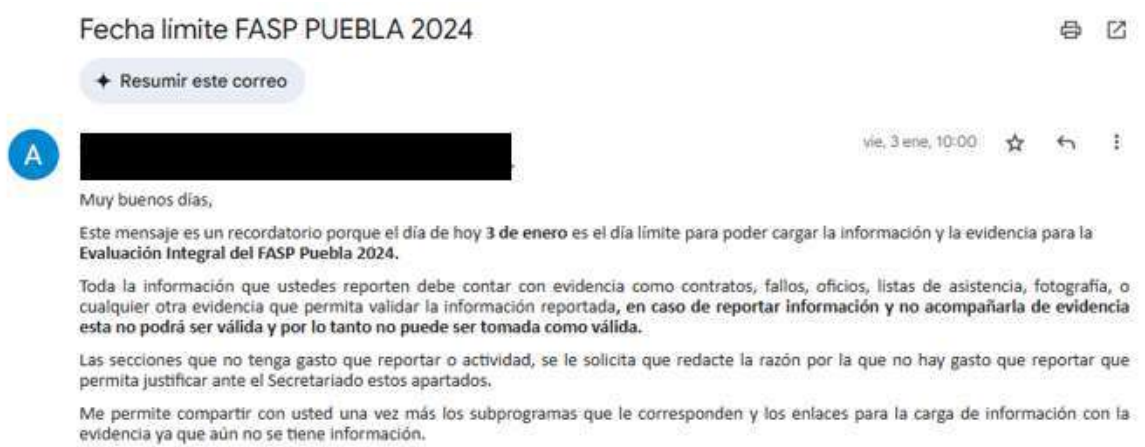 Fecha límite FASP PUEBLA 2024
Resumir este correo
A
vie, 3 ene, 10:00
Muy buenos días,
Este mensaje es un recordatorio porque el día de hoy 3 de enero es el día límite para poder cargar la información y la evidencia para la
Evaluación Integral del FASP Puebla 2024.
Toda la información que ustedes reporten debe contar con evidencia como contratos, fallos, oficios, listas de asistencia, fotografía, o
cualquier otra evidencia que permita validar la información reportada, en caso de reportar información y no acompañarla de evidencia
esta no podrá ser válida y por lo tanto no puede ser tomada como válida.
Las secciones que no tenga gasto que reportar o actividad, se le solicita que redacte la razón por la que no hay gasto que reportar que
permita justificar ante el Secretariado estos apartados.
Me permite compartir con usted una vez más los subprogramas que le corresponden y los enlaces para la carga de información con la
evidencia ya que aún no se tiene información.